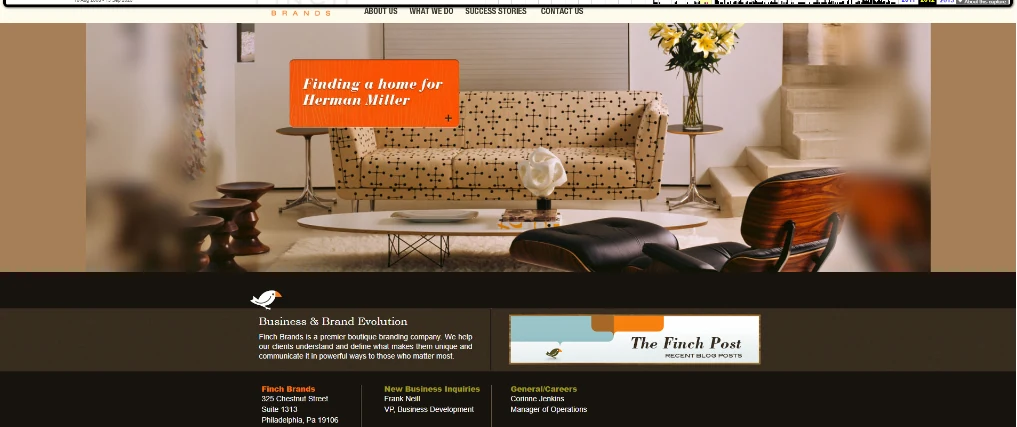 BRANDS
ABOUT US WHAT WE DO SUCCESS STORIES CONTACT US
Finding a home for
Herman Miller
+
Business & Brand Evolution
Finch Brands is a premier boutique branding company. We help
our clients understand and define what makes them unique and
communicate it in powerful ways to those who matter most.
The Finch Post
RECENT BLOG POSTS
Finch Brands
325 Chestnut Street
Suite 1313
Philadelphia, Pa 19106
New Business Inquiries
Frank Neill
VP, Business Development
General/Careers
Corinne Jenkins
Manager of Operations